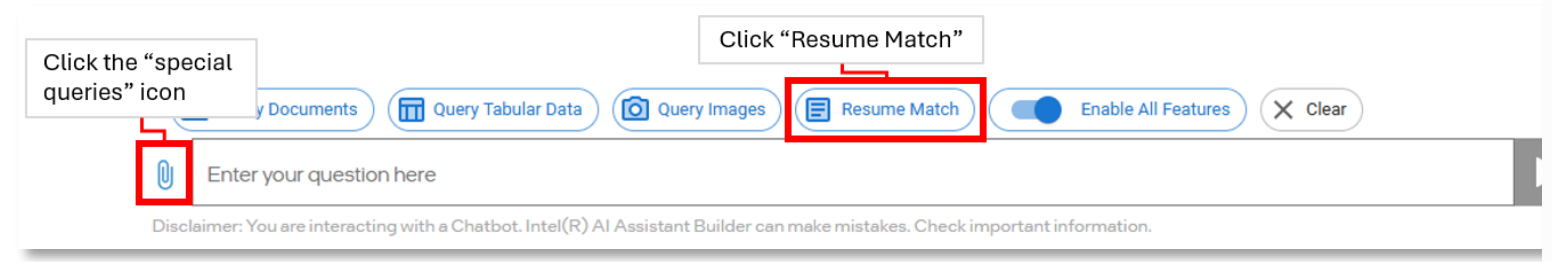 Click “Resume Match”
Click the “special
queries” icon
Documents Query Tabular Data Query Images Resume Match Enable All Features Clear
Enter your question here
Disclaimer: You are interacting with a Chatbot. Intel(R) AI Assistant Builder can make mistakes. Check important information.